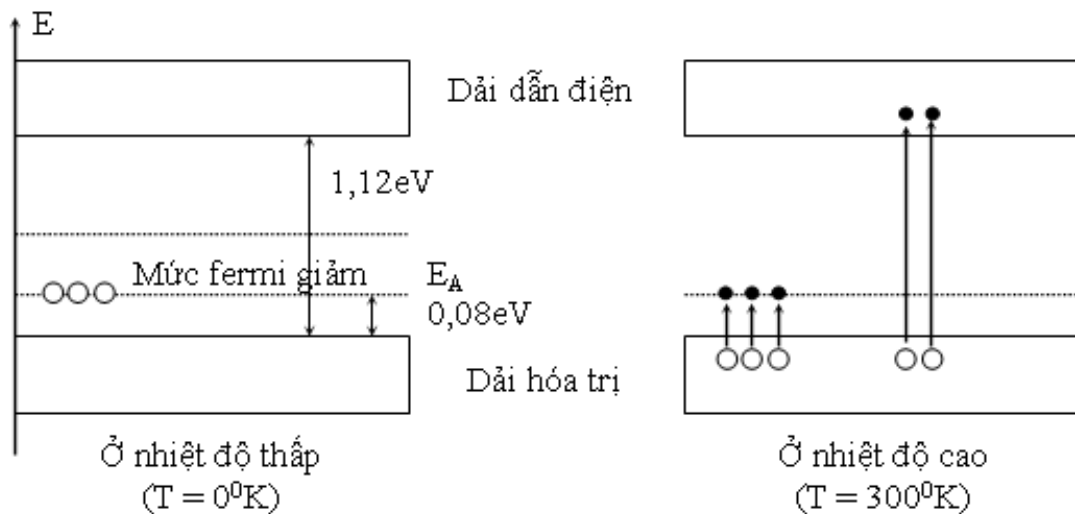 E
Dải dẫn điện
1,12eV
Mức fermi giảm
E_A
0,08eV
Dải hóa trị
Ở nhiệt độ thấp
(T = 0⁰K)
Ở nhiệt độ cao
(T = 300⁰K)